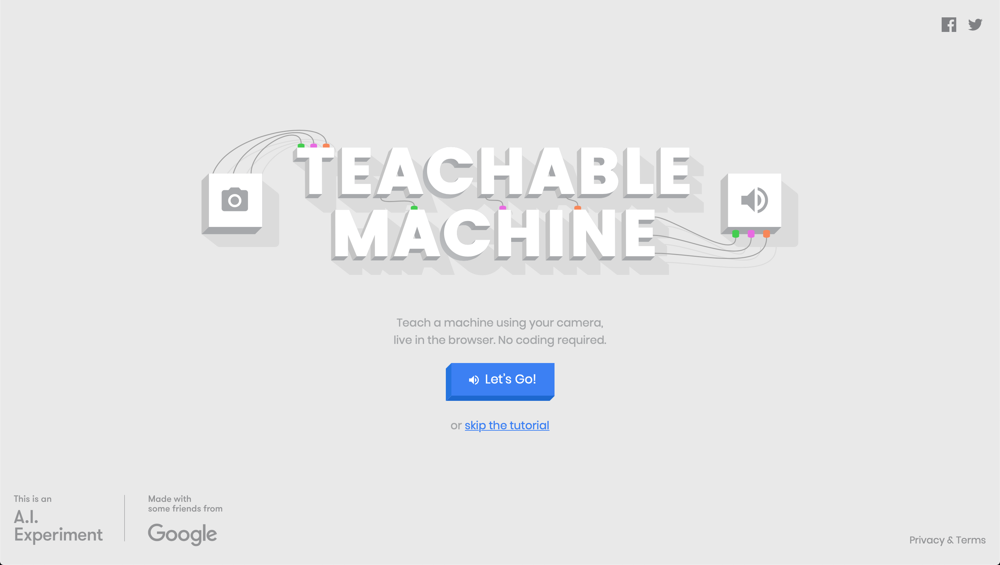 TEACHABLE
MACHINE
Teach a machine using your camera,
live in the browser. No coding required.
Let’s Go!
or skip the tutorial
This is an
A.I.
Experiment
Made with
some friends from
Google
Privacy & Terms